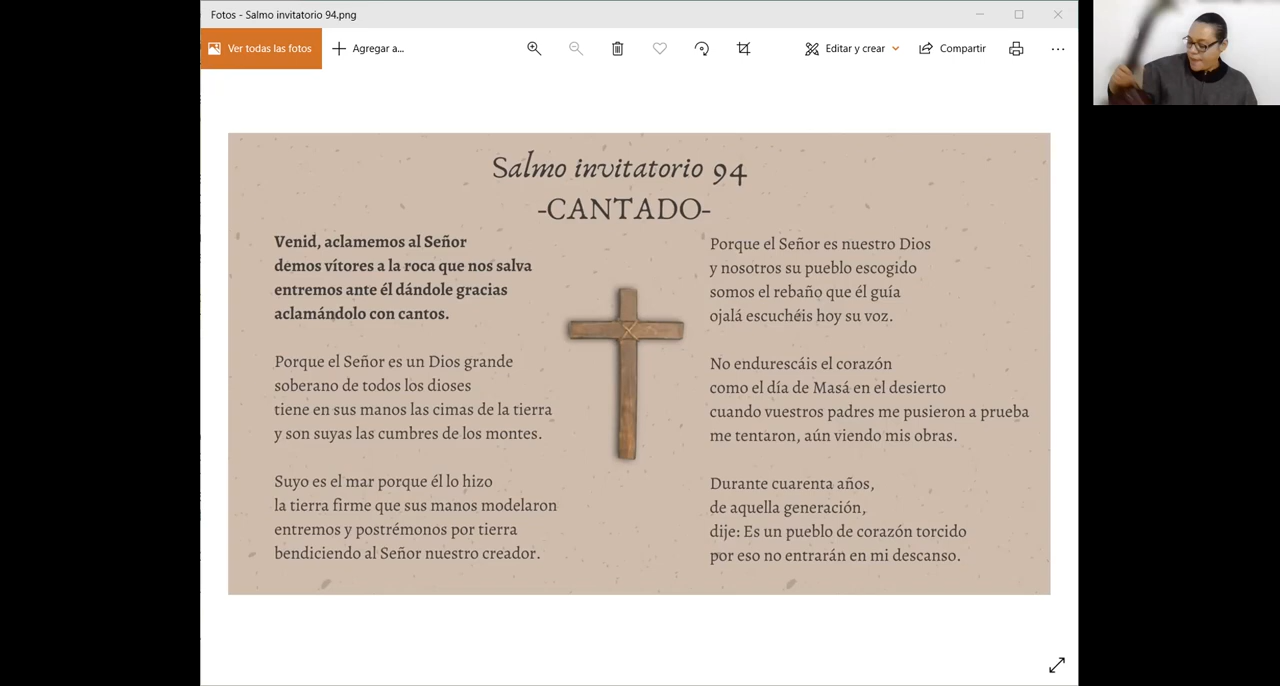 Fotos - Salmo invitatorio 94.png
Ver todas las fotos
Agregar a...
Editar y crear
Compartir
Salmo invitatorio 94
-CANTADO-
Venid, aclamemos al Señor
demos vítores a la roca que nos salva
entremos ante él dándole gracias
aclamándolo con cantos.
Porque el Señor es un Dios grande
soberano de todos los dioses
tiene en sus manos las cimas de la tierra
y son suyas las cumbres de los montes.
Suyo es el mar porque él lo hizo
la tierra firme que sus manos modelaron
entremos y postrémonos por tierra
bendiciendo al Señor nuestro creador.
Porque el Señor es nuestro Dios
y nosotros su pueblo escogido
somos el rebaño que él guía
ojalá escuchéis hoy su voz.
No endurescáis el corazón
como el día de Masá en el desierto
cuando vuestros padres me pusieron a prueba
me tentaron, aún viendo mis obras.
Durante cuarenta años,
de aquella generación,
dije: Es un pueblo de corazón torcido
por eso no entrarán en mi descanso.